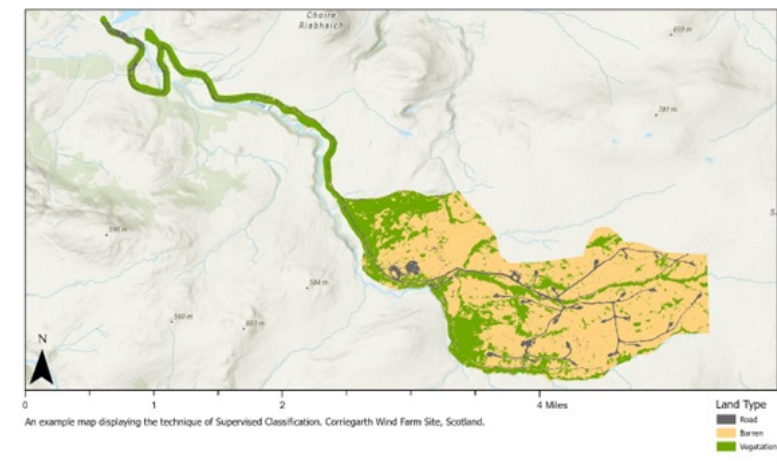 Choire
Riabhaich
659 m
781 m
590 m
584 m
560 m
603 m
N
0
1
2
4 Miles
An example map displaying the technique of Supervised Classification. Corriegarth Wind Farm Site, Scotland.
Land Type
Road
Barren
Vegetation